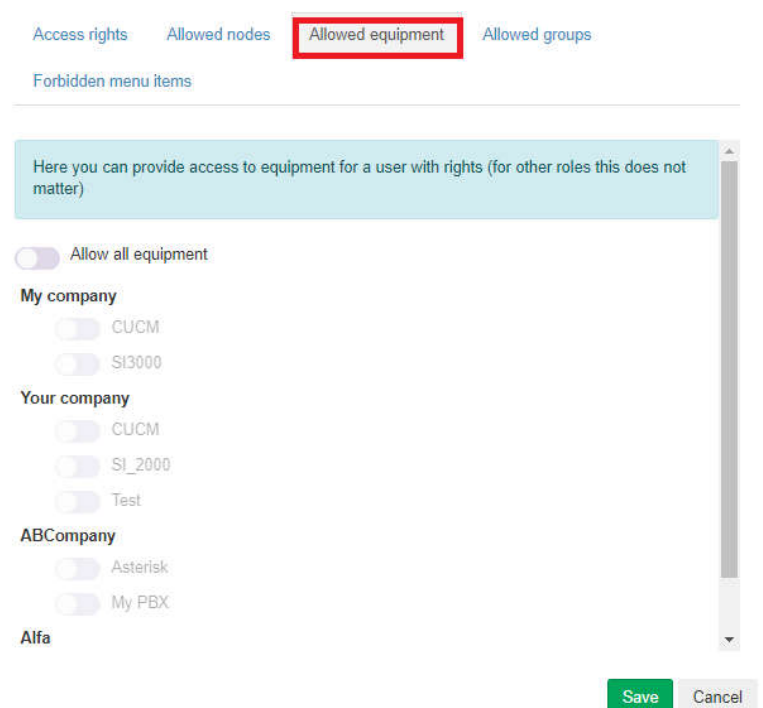 Access rights Allowed nodes Allowed equipment Allowed groups
Forbidden menu items
Here you can provide access to equipment for a user with rights (for other roles this does not
matter)
Allow all equipment
My company
CUCM
SI3000
Your company
CUCM
SI_2000
Test
ABCompany
Asterisk
My PBX
Alfa
Save Cancel